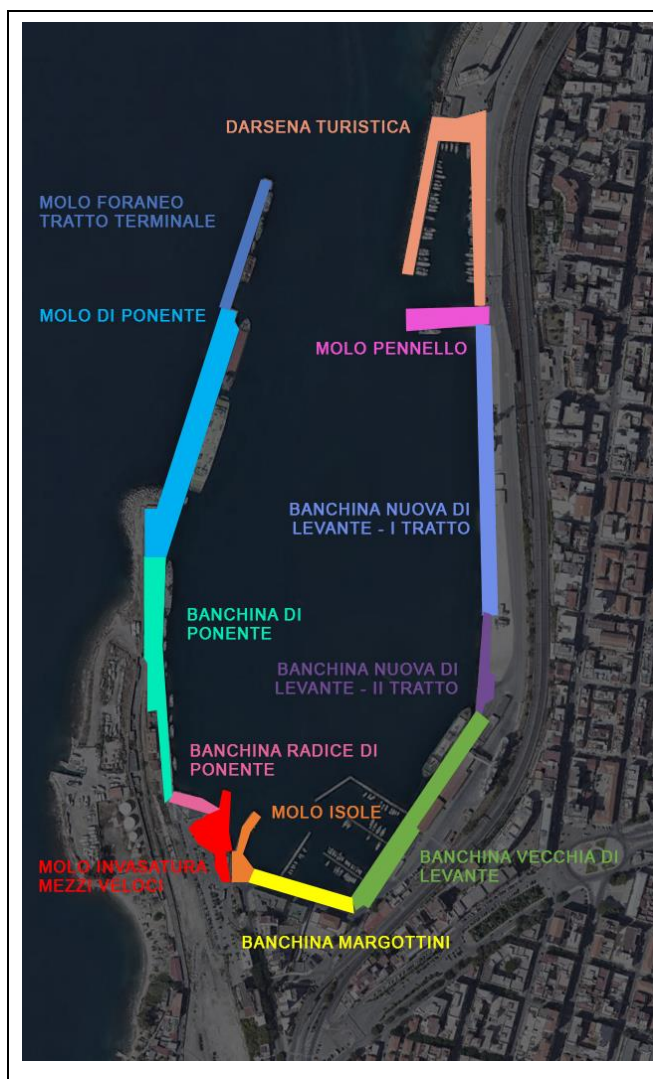 DARSENA TURISTICA
MOLO FORANEO
TRATTO TERMINALE
MOLO DI PONENTE
MOLO PENNELLO
BANCHINA NUOVA DI
LEVANTE - I TRATTO
BANCHINA DI
PONENTE
BANCHINA NUOVA DI
LEVANTE - II TRATTO
BANCHINA RADICE DI
PONENTE
MOLO ISOLE
MOLO INVASATURA
MEZZI VELOCI
BANCHINA VECCHIA DI
LEVANTE
BANCHINA MARGOTTINI